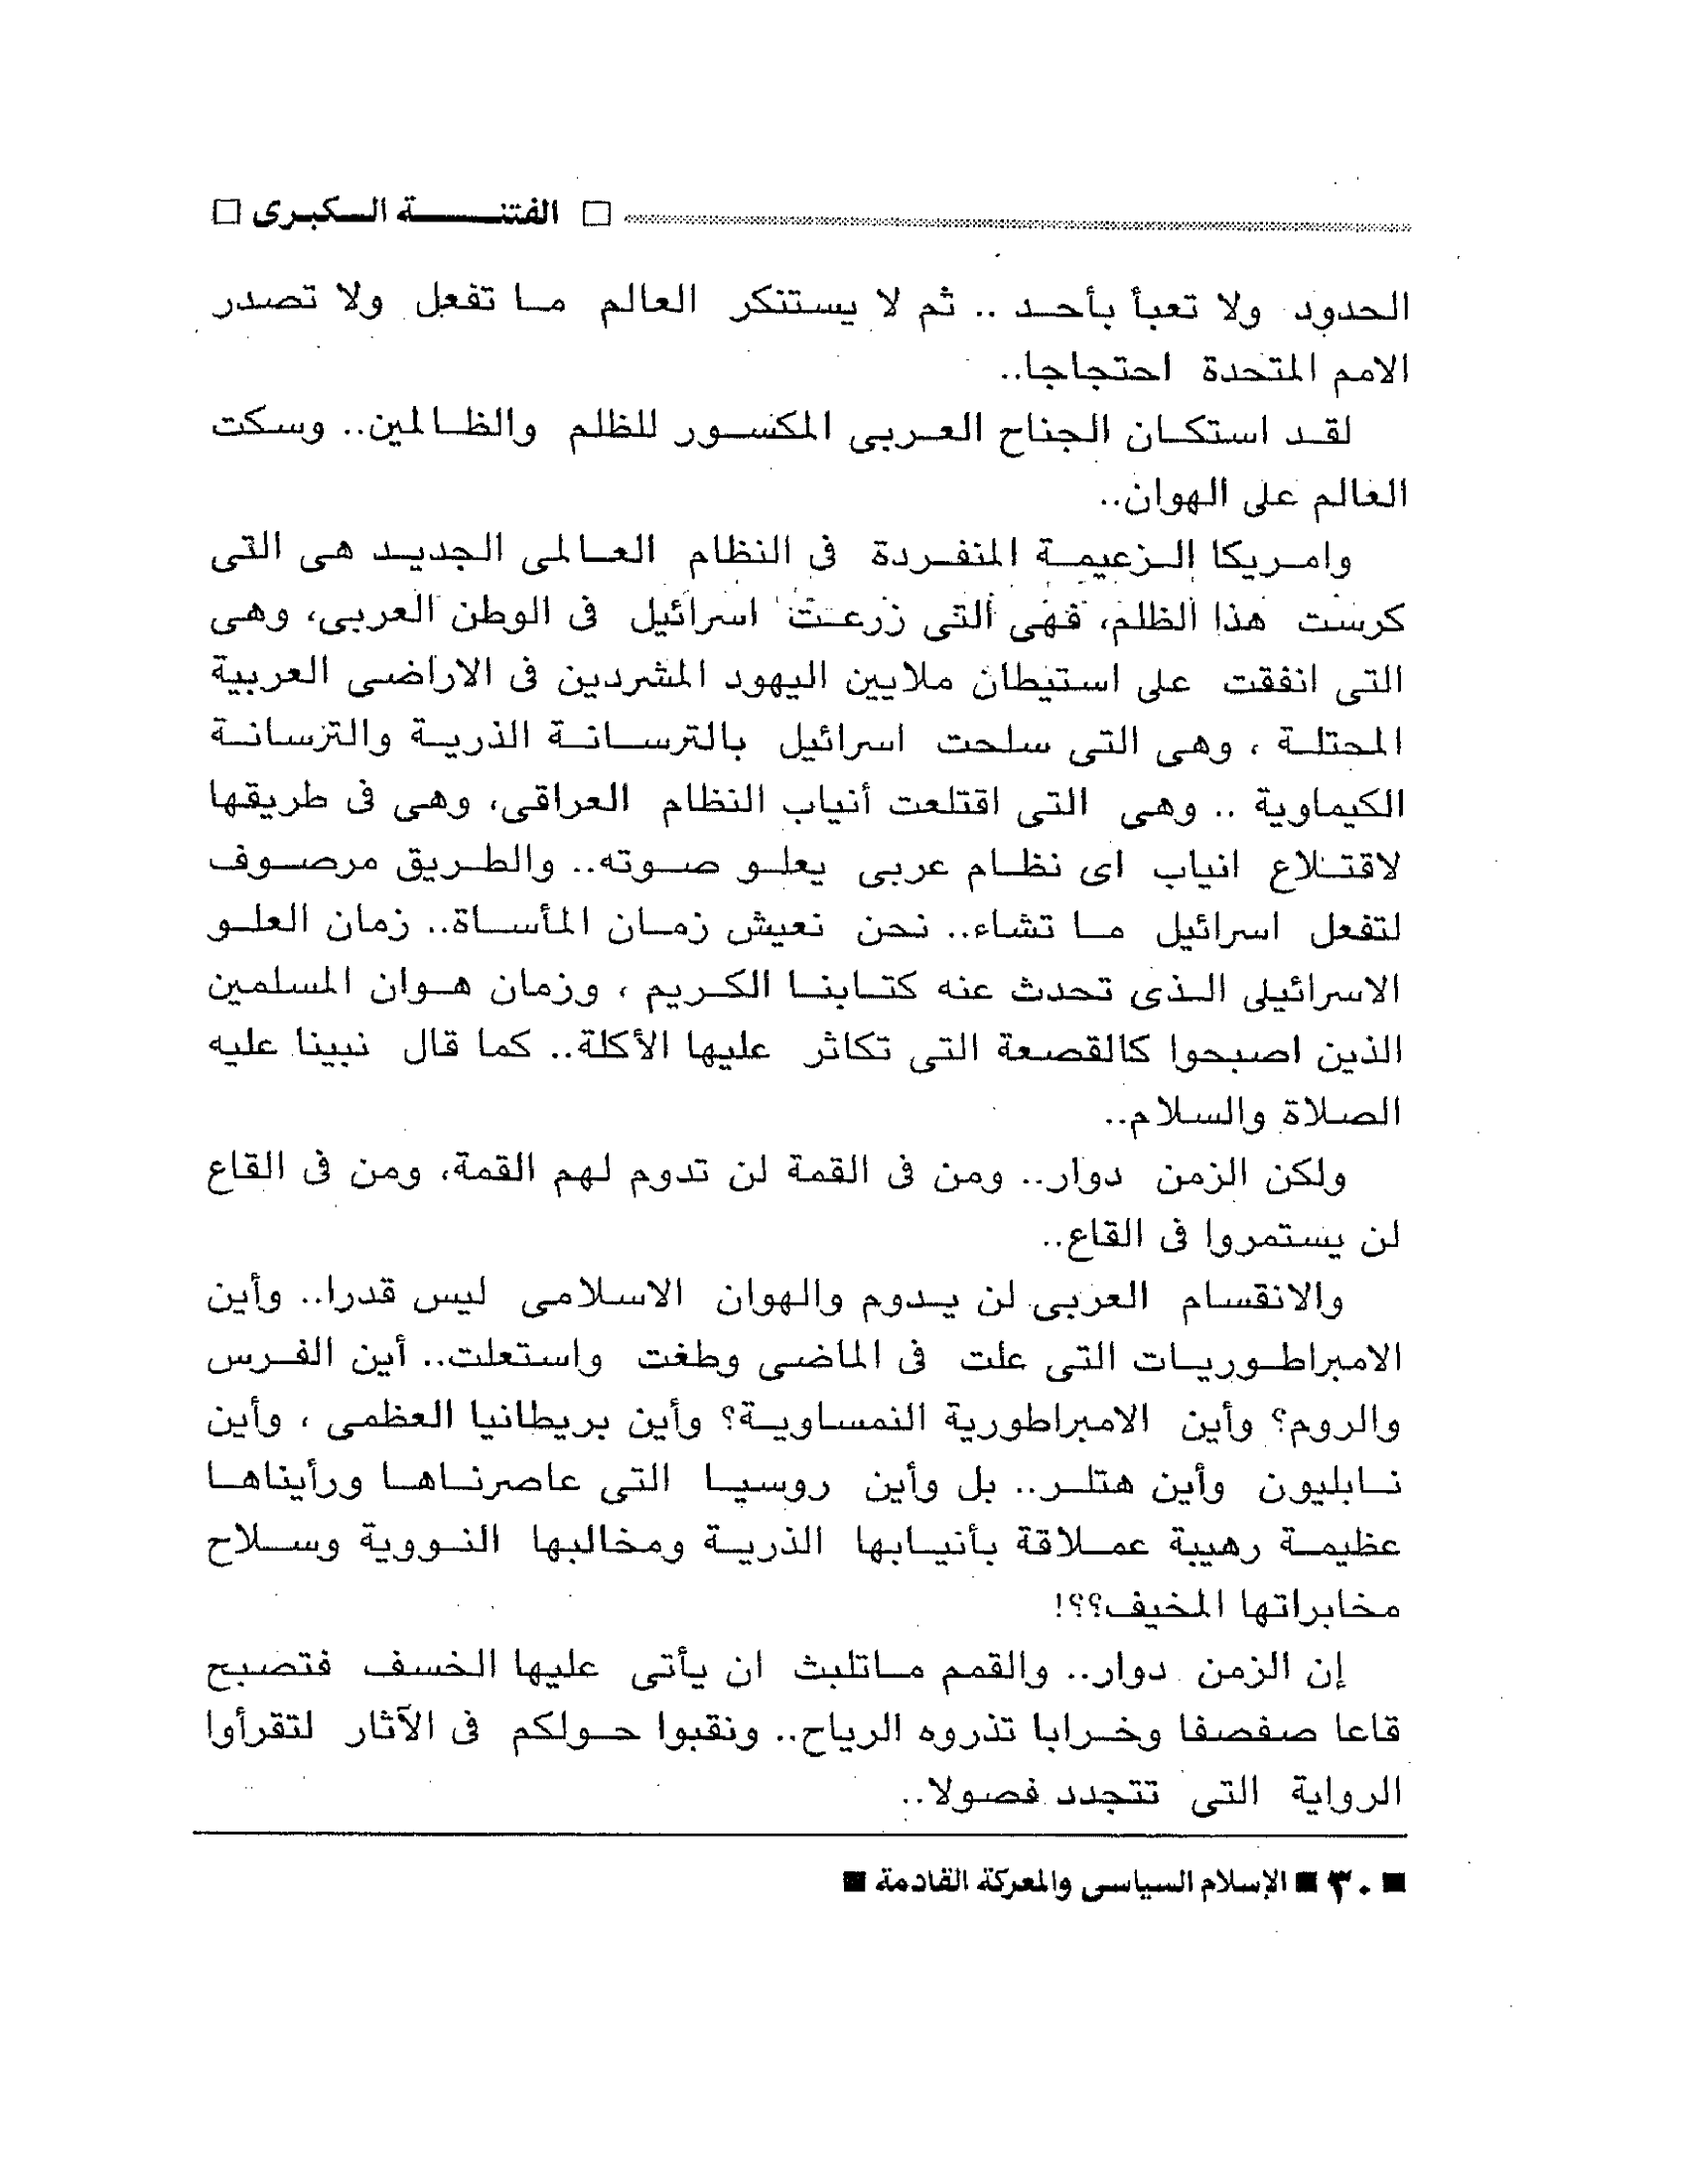 □ الفتنة الكبرى □
الحدود ولا تعبأ بأحد .. ثم لا يستنكر العالم ما تفعل ولا تصدر
الامم المتحدة احتجاجا..
لقد استكان الجناح العربى المكسور للظلم والظالمين.. وسكت
العالم على الهوان..
وامريكا الزعيمة المنفردة فى النظام العالمى الجديد هى التى
كرست هذا الظلم، فهى التى زرعت اسرائيل فى الوطن العربى، وهى
التى انفقت على استيطان ملايين اليهود المشردين فى الاراضى العربية
المحتلة ، وهى التى سلحت اسرائيل بالترسانة الذرية والترسانة
الكيماوية .. وهى التى اقتلعت أنياب النظام العراقى، وهى فى طريقها
لاقتلاع انياب اى نظام عربى يعلو صوته.. والطريق مرصوف
لتفعل اسرائيل ما تشاء.. نحن نعيش زمان المأساة.. زمان العلو
الاسرائيلى الذى تحدث عنه كتابنا الكريم ، وزمان هوان المسلمين
الذين اصبحوا كالقصعة التى تكاثر عليها الأكلة.. كما قال نبينا عليه
الصلاة والسلام..
ولكن الزمن دوار.. ومن فى القمة لن تدوم لهم القمة، ومن فى القاع
لن يستمروا فى القاع..
والانقسام العربى لن يدوم والهوان الاسلامى ليس قدرا.. وأين
الامبراطوريات التى علت فى الماضى وطغت واستعلت.. أين الفرس
والروم؟ وأين الامبراطورية النمساوية؟ وأين بريطانيا العظمى ، وأين
نابليون وأين هتلر.. بل وأين روسيا التى عاصرناها ورأيناها
عظيمة رهيبة عملاقة بأنيابها الذرية ومخالبها النووية وسلاح
مخابراتها المخيف؟؟!
إن الزمن دوار.. والقمم ماتلبث ان يأتى عليها الخسف فتصبح
قاعا صفصفا وخرابا تذروه الرياح.. ونقبوا حولكم فى الآثار لتقرأوا
الرواية التى تتجدد فصولا..
■ ٣٠ ■ الإسلام السياسى والمعركة القادمة ■